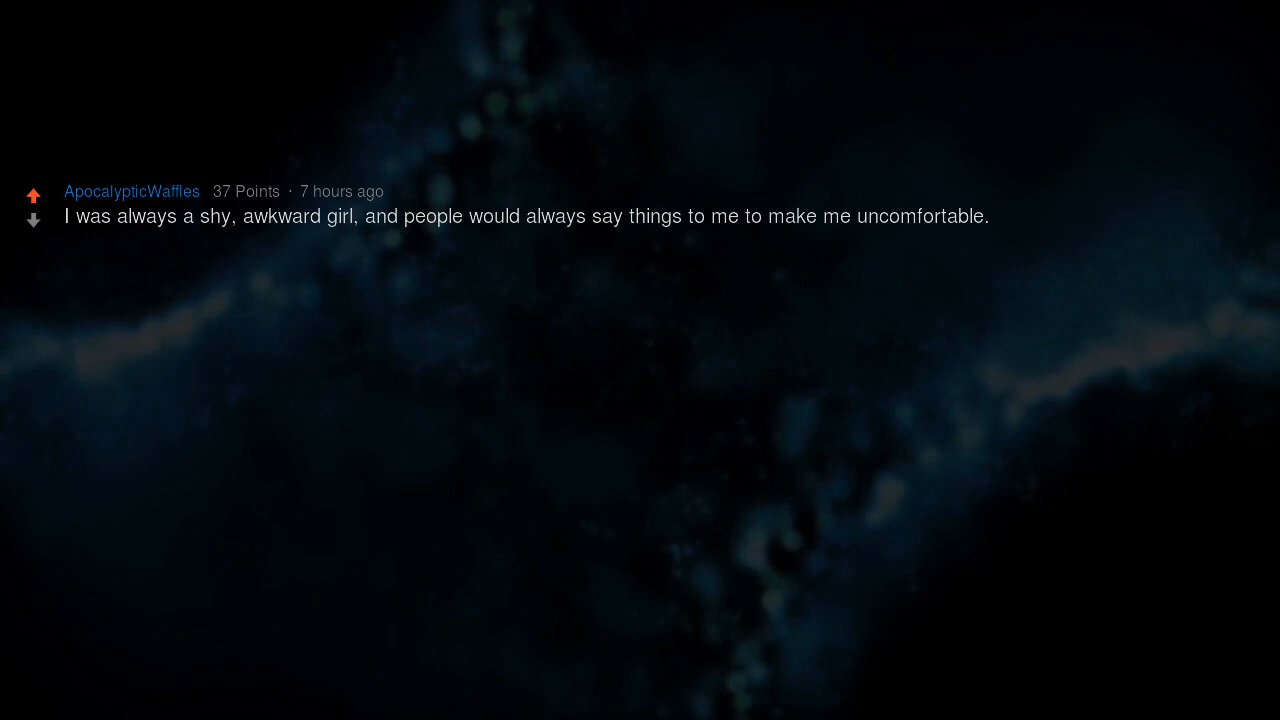 ApocalypticWaffles 37 Points · 7 hours ago
I was always a shy, awkward girl, and people would always say things to me to make me uncomfortable.